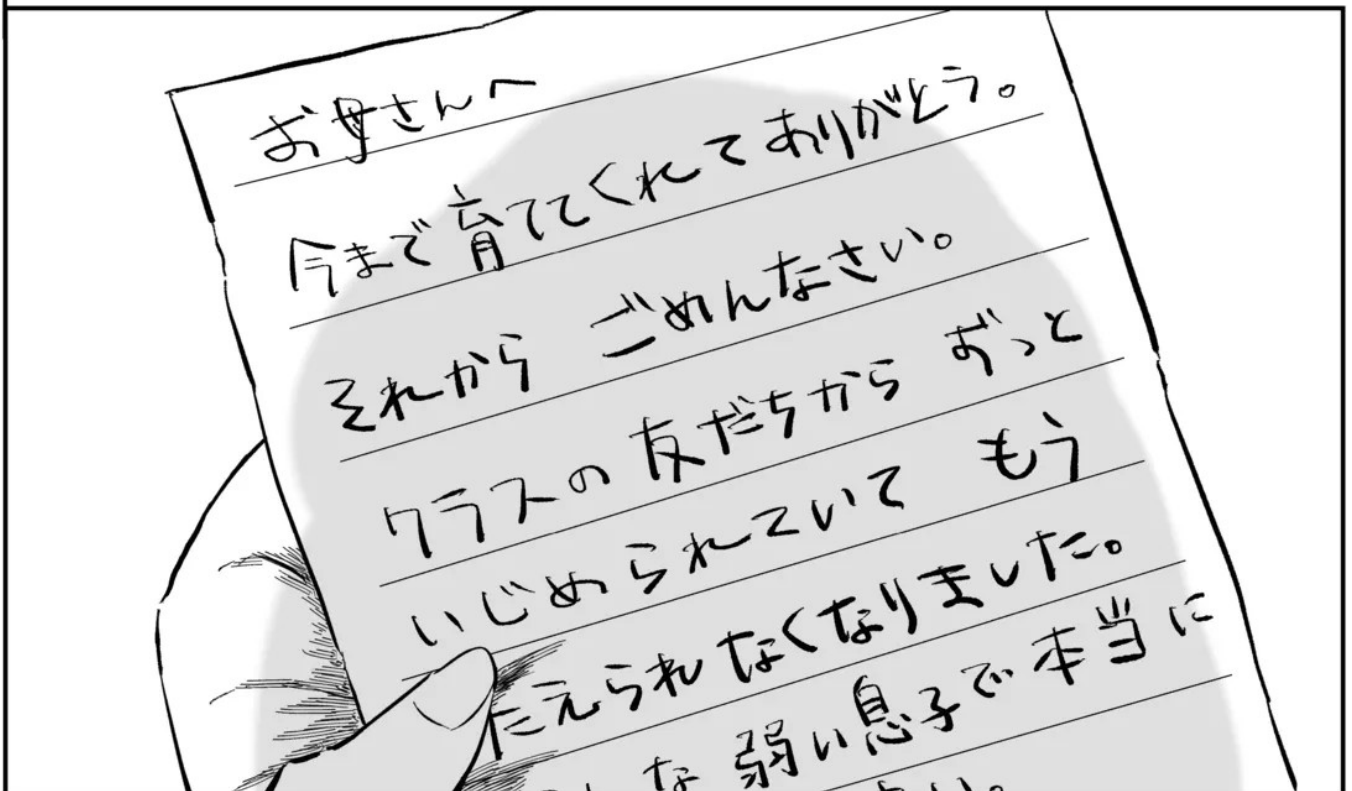 お母さんへ
今まで育ててくれてありがとう。
それから ごめんなさい。
クラスの友だちから ずっと
いじめられていて もう
たえられなくなりました。
な弱い息子で本当に
い。